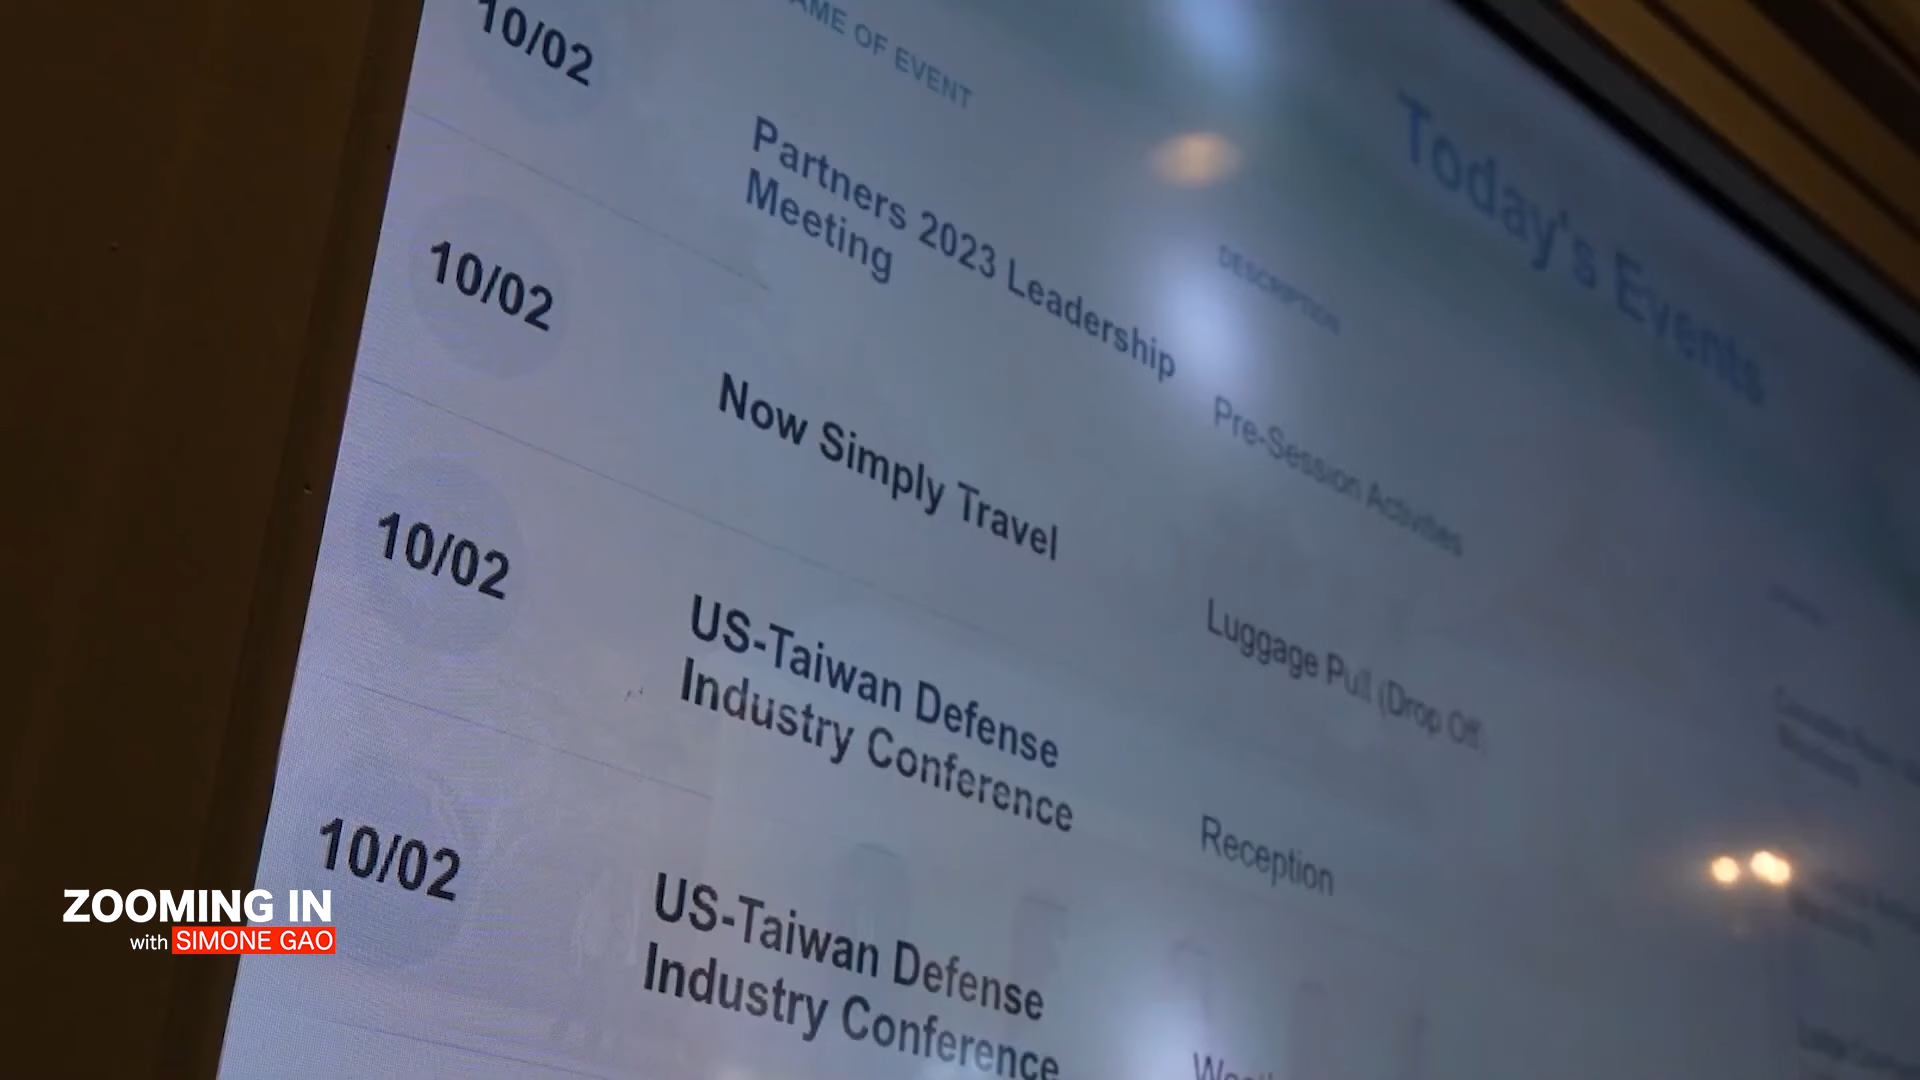 Today's Events
NAME OF EVENT
DESCRIPTION
10/02
Partners 2023 Leadership
Meeting
Pre-Session Activities
10/02
Now Simply Travel
Luggage Pull (Drop Off
10/02
US-Taiwan Defense
Industry Conference
Reception
10/02
US-Taiwan Defense
Industry Conference
ZOOMING IN
with SIMONE GAO